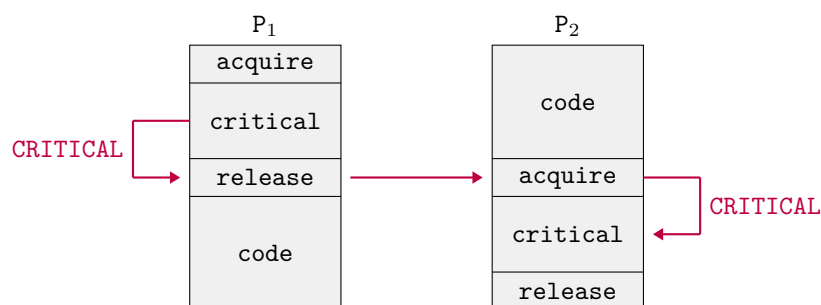 P₁
acquire
critical
CRITICAL
release
code
P₂
code
acquire
CRITICAL
critical
release